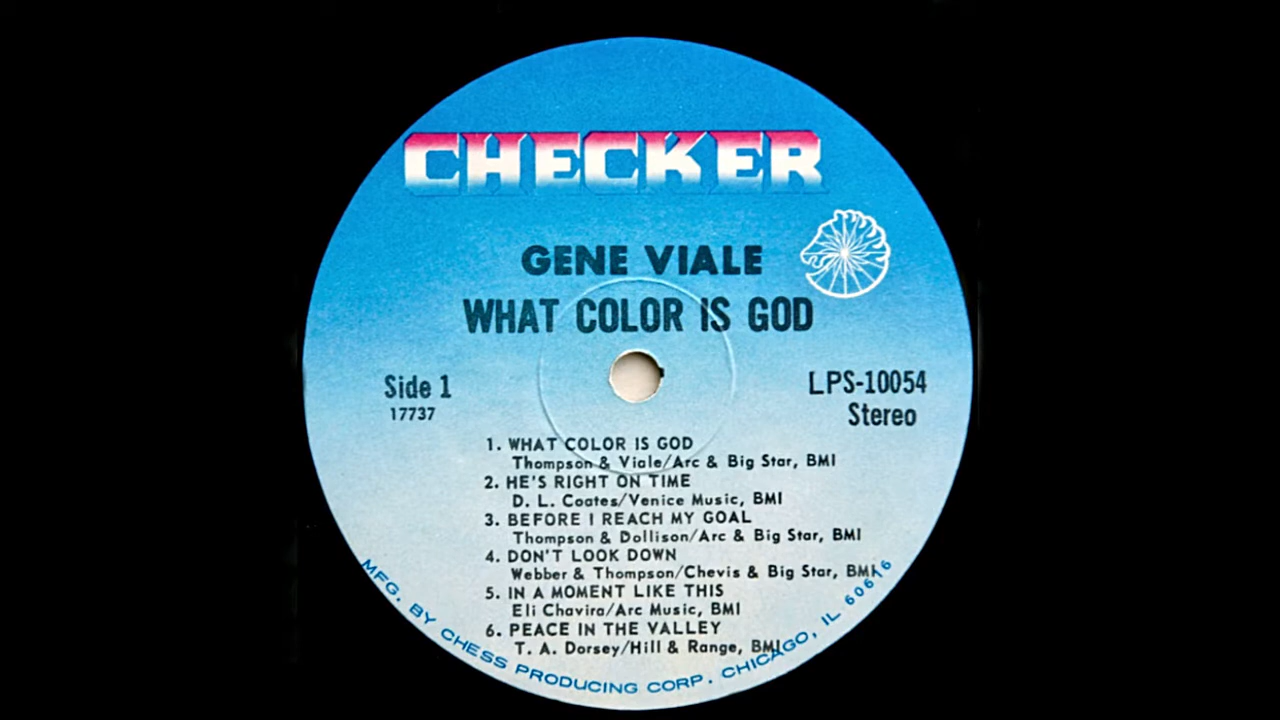 CHECKER
GENE VIALE
WHAT COLOR IS GOD
Side 1
17737
LPS-10054
Stereo
1. WHAT COLOR IS GOD
Thompson & Viale/Arc & Big Star, BMI
2. HE'S RIGHT ON TIME
D. L. Coates/Venice Music, BMI
3. BEFORE I REACH MY GOAL
Thompson & Dollison/Arc & Big Star, BMI
4. DON'T LOOK DOWN
Webber & Thompson/Chevis & Big Star, BMI
5. IN A MOMENT LIKE THIS
Eli Chavira/Arc Music, BMI
6. PEACE IN THE VALLEY
T. A. Dorsey/Hill & Range, BMI
MFG. BY CHESS PRODUCING CORP. CHICAGO, IL 60616